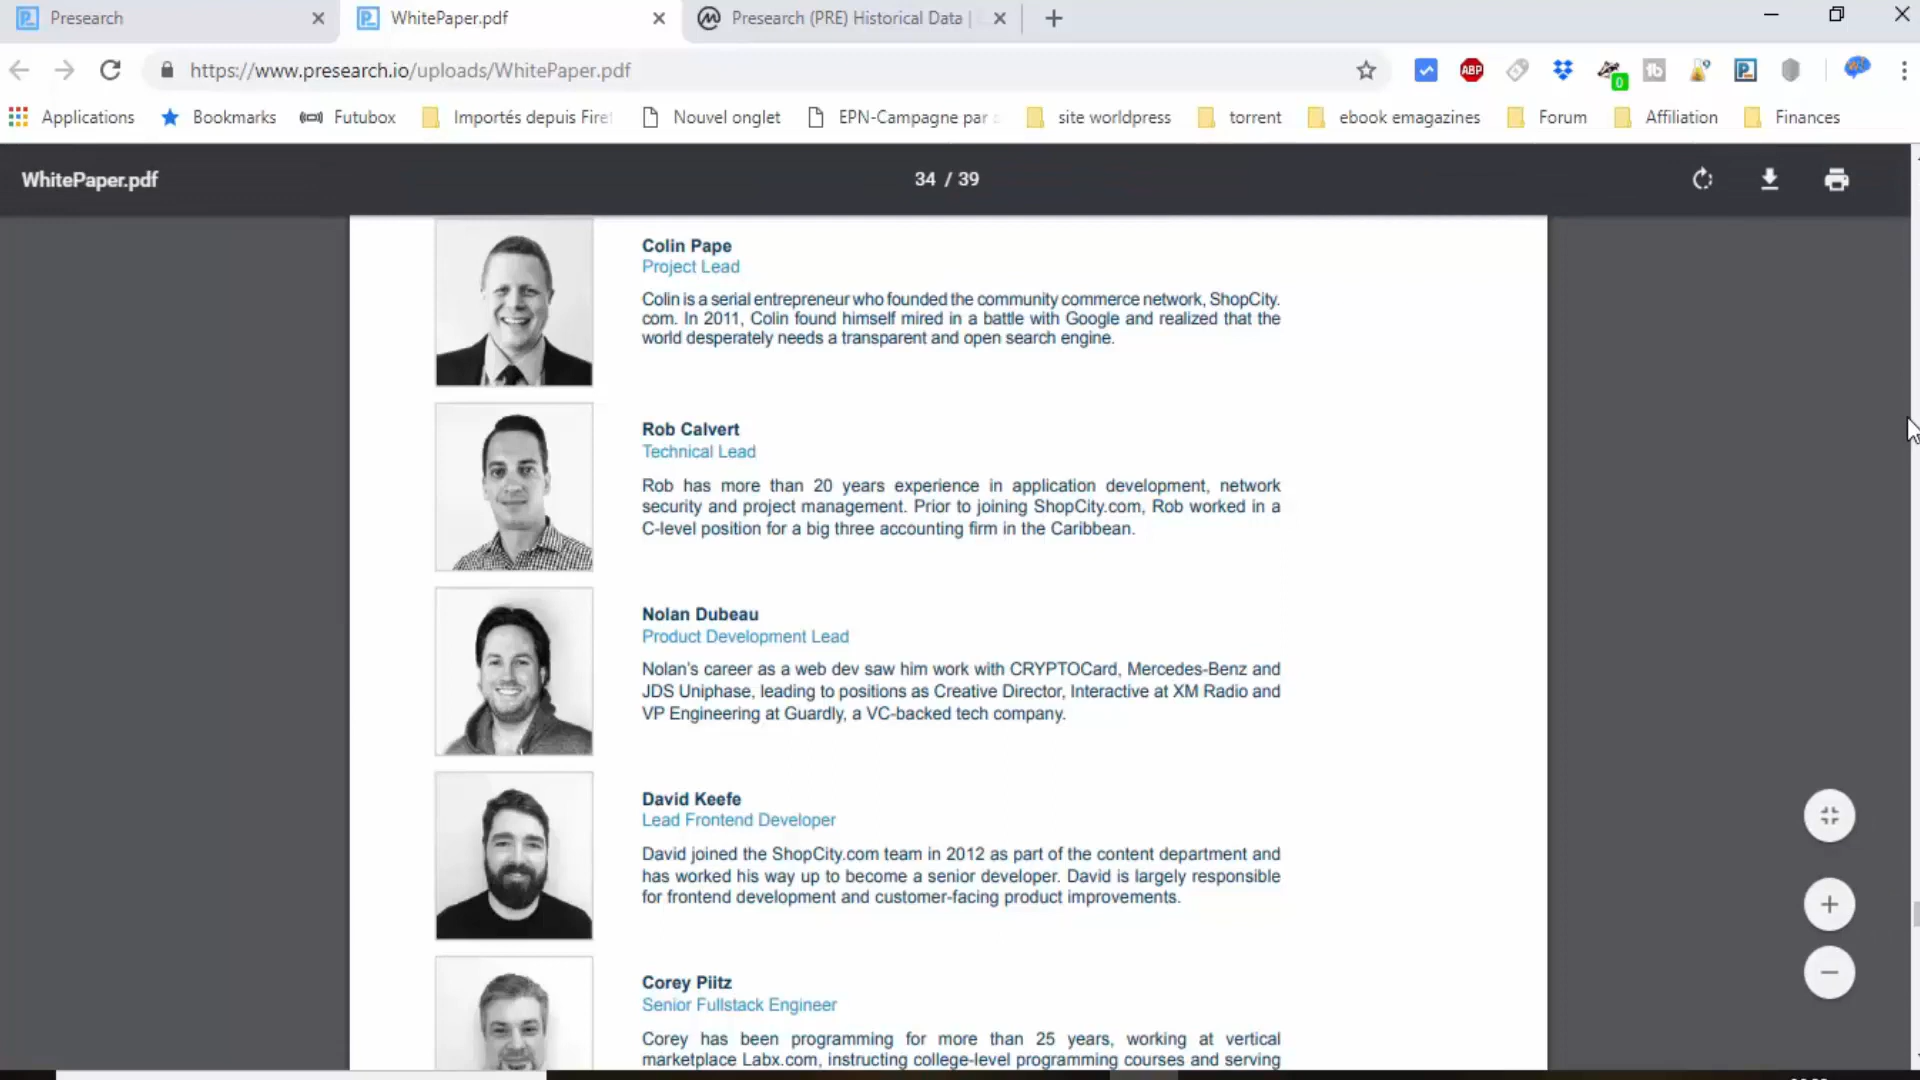 Presearch
WhitePaper.pdf
Presearch (PRE) Historical Data |
https://www.presearch.io/uploads/WhitePaper.pdf
ABP
0
Applications
Bookmarks
Futubox
Importés depuis Firef
Nouvel onglet
EPN-Campagne par
site worldpress
torrent
ebook emagazines
Forum
Affiliation
Finances
WhitePaper.pdf
34 / 39
Colin Pape
Project Lead
Colin is a serial entrepreneur who founded the community commerce network, ShopCity.
com. In 2011, Colin found himself mired in a battle with Google and realized that the
world desperately needs a transparent and open search engine.
Rob Calvert
Technical Lead
Rob has more than 20 years experience in application development, network
security and project management. Prior to joining ShopCity.com, Rob worked in a
C-level position for a big three accounting firm in the Caribbean.
Nolan Dubeau
Product Development Lead
Nolan's career as a web dev saw him work with CRYPTOCard, Mercedes-Benz and
JDS Uniphase, leading to positions as Creative Director, Interactive at XM Radio and
VP Engineering at Guardly, a VC-backed tech company.
David Keefe
Lead Frontend Developer
David joined the ShopCity.com team in 2012 as part of the content department and
has worked his way up to become a senior developer. David is largely responsible
for frontend development and customer-facing product improvements.
Corey Piitz
Senior Fullstack Engineer
Corey has been programming for more than 25 years, working at vertical
marketplace Labx.com, instructing college-level programming courses and serving